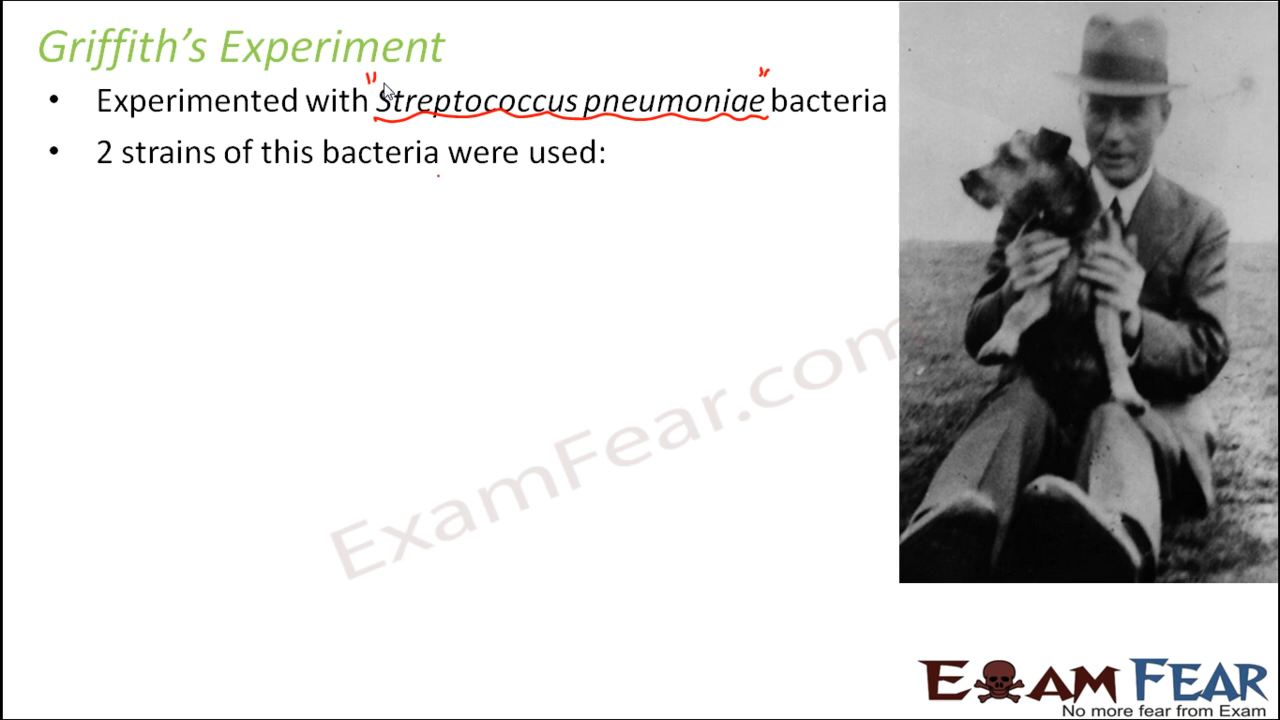 Griffith's Experiment
• Experimented with "Streptococcus pneumoniae" bacteria
• 2 strains of this bacteria were used:
ExamFear.com
EXAM FEAR
No more fear from Exam